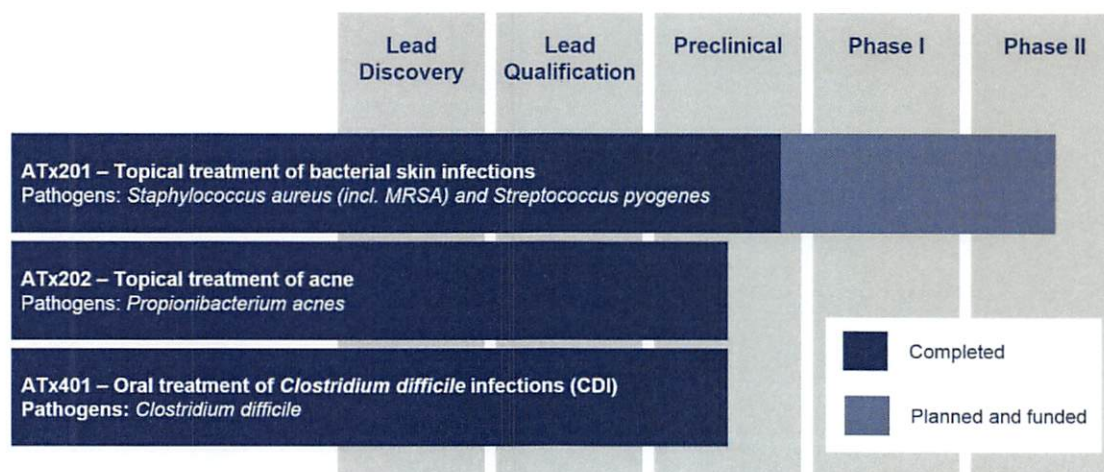 Lead
Discovery
Lead
Qualification
Preclinical
Phase I
Phase II
ATx201 – Topical treatment of bacterial skin infections
Pathogens: Staphylococcus aureus (incl. MRSA) and Streptococcus pyogenes
ATx202 – Topical treatment of acne
Pathogens: Propionibacterium acnes
ATx401 – Oral treatment of Clostridium difficile infections (CDI)
Pathogens: Clostridium difficile
Completed
Planned and funded